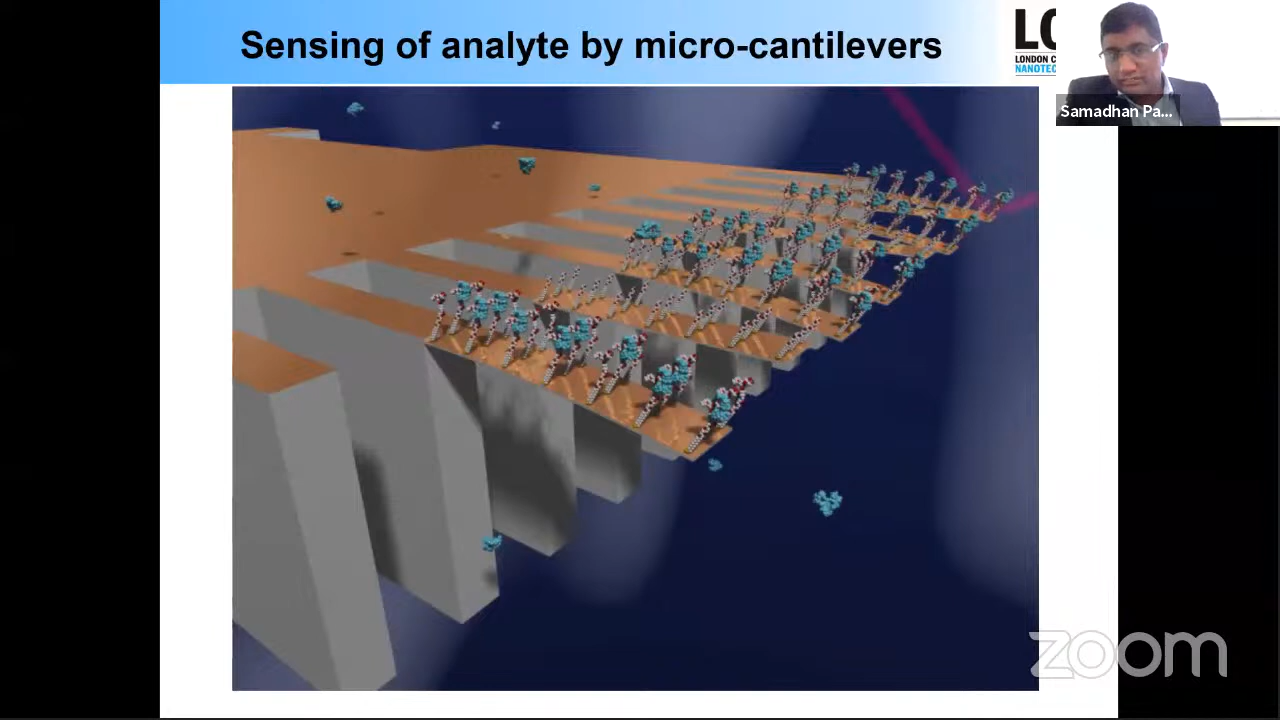 Sensing of analyte by micro-cantilevers
LC
LONDON C
NANOTEC
Samadhan Pa...
zoom